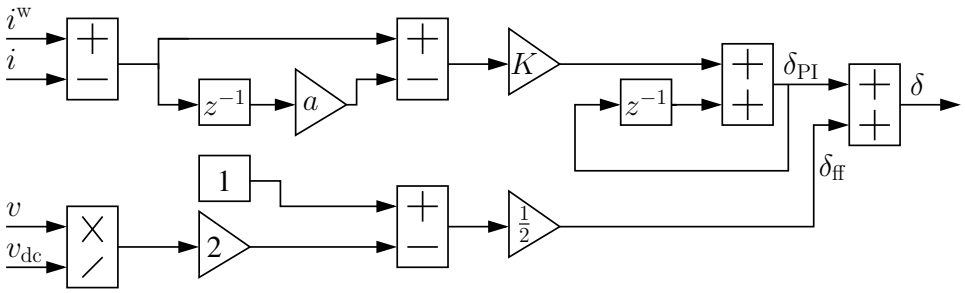 i^w
+
i
−
z^{-1}
a
+
−
K
+
z^{-1}
+
δ_PI
+
+
δ
δ_ff
1
v
×
v_dc
/
2
+
−
1/2